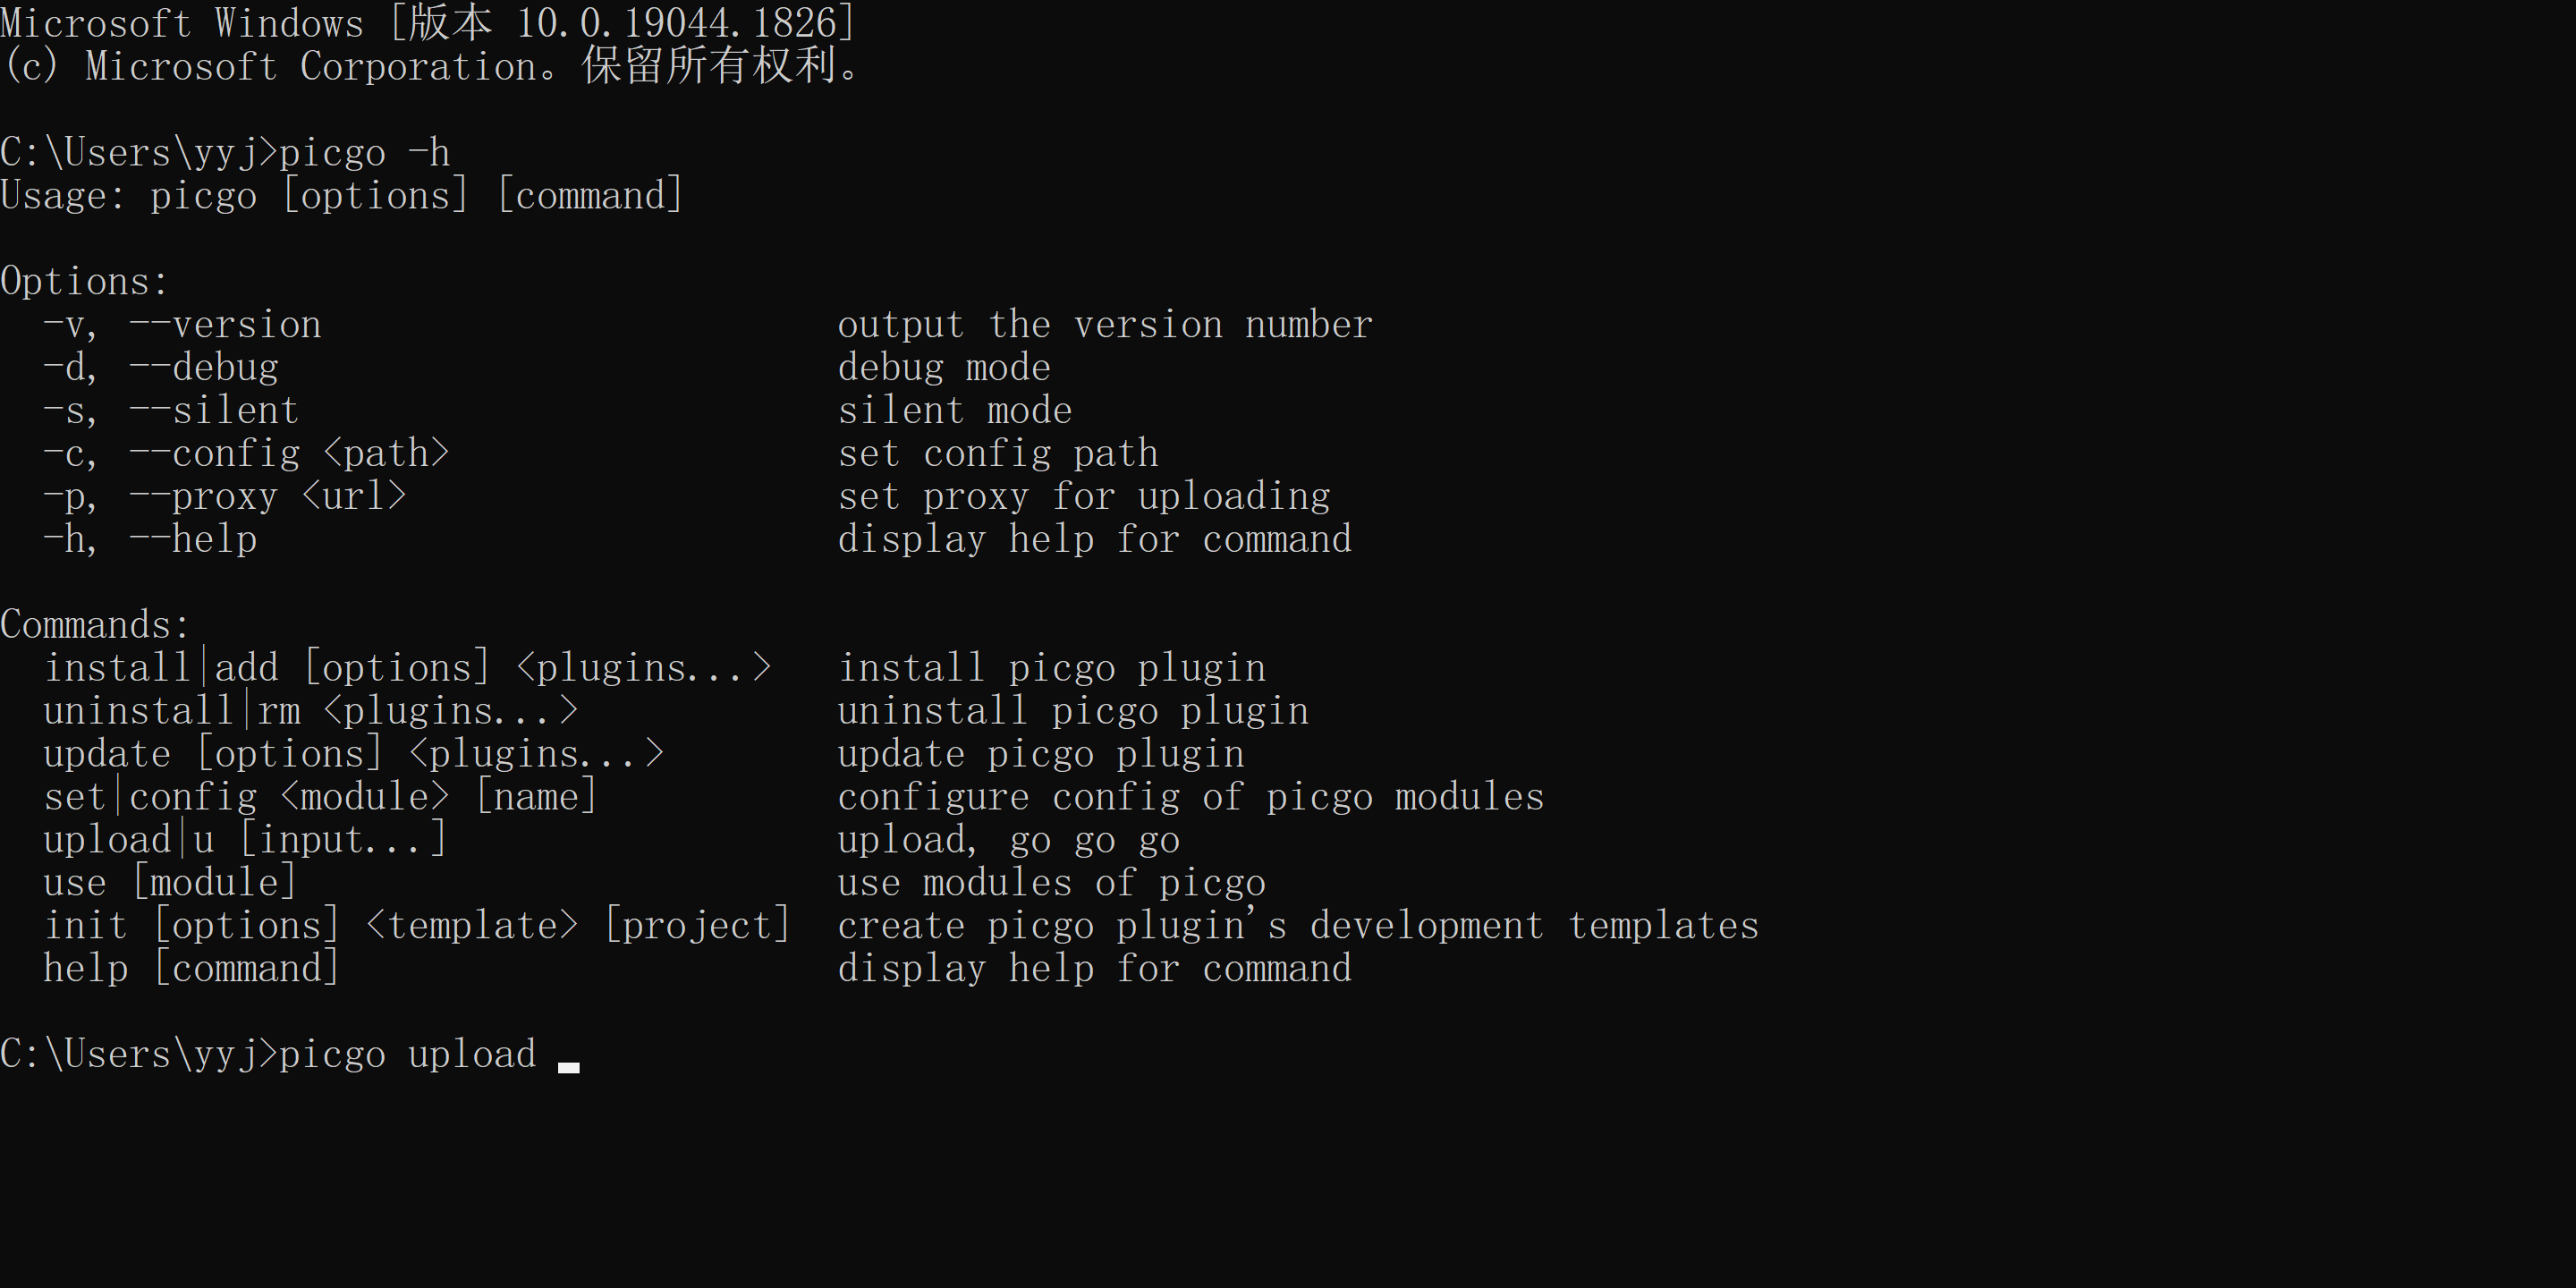 Microsoft Windows [版本 10.0.19044.1826]
(c) Microsoft Corporation。保留所有权利。
C:\Users\yyj>picgo -h
Usage: picgo [options] [command]
Options:
  -v, --version                        output the version number
  -d, --debug                          debug mode
  -s, --silent                         silent mode
  -c, --config <path>                  set config path
  -p, --proxy <url>                    set proxy for uploading
  -h, --help                           display help for command
Commands:
  install|add [options] <plugins...>   install picgo plugin
  uninstall|rm <plugins...>            uninstall picgo plugin
  update [options] <plugins...>        update picgo plugin
  set|config <module> [name]           configure config of picgo modules
  upload|u [input...]                  upload, go go go
  use [module]                         use modules of picgo
  init [options] <template> [project]  create picgo plugin's development templates
  help [command]                       display help for command
C:\Users\yyj>picgo upload